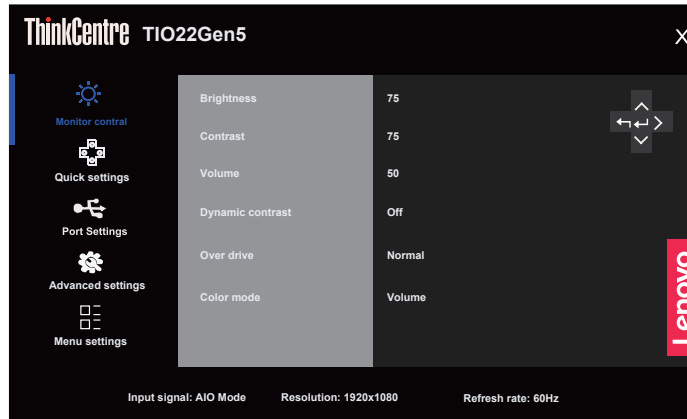 ThinkCentre TIO22Gen5
X
Monitor contral
Quick settings
Port Settings
Advanced settings
Menu settings
Brightness 75
Contrast 75
Volume 50
Dynamic contrast Off
Over drive Normal
Color mode Volume
Lenovo
Input signal: AIO Mode Resolution: 1920x1080 Refresh rate: 60Hz